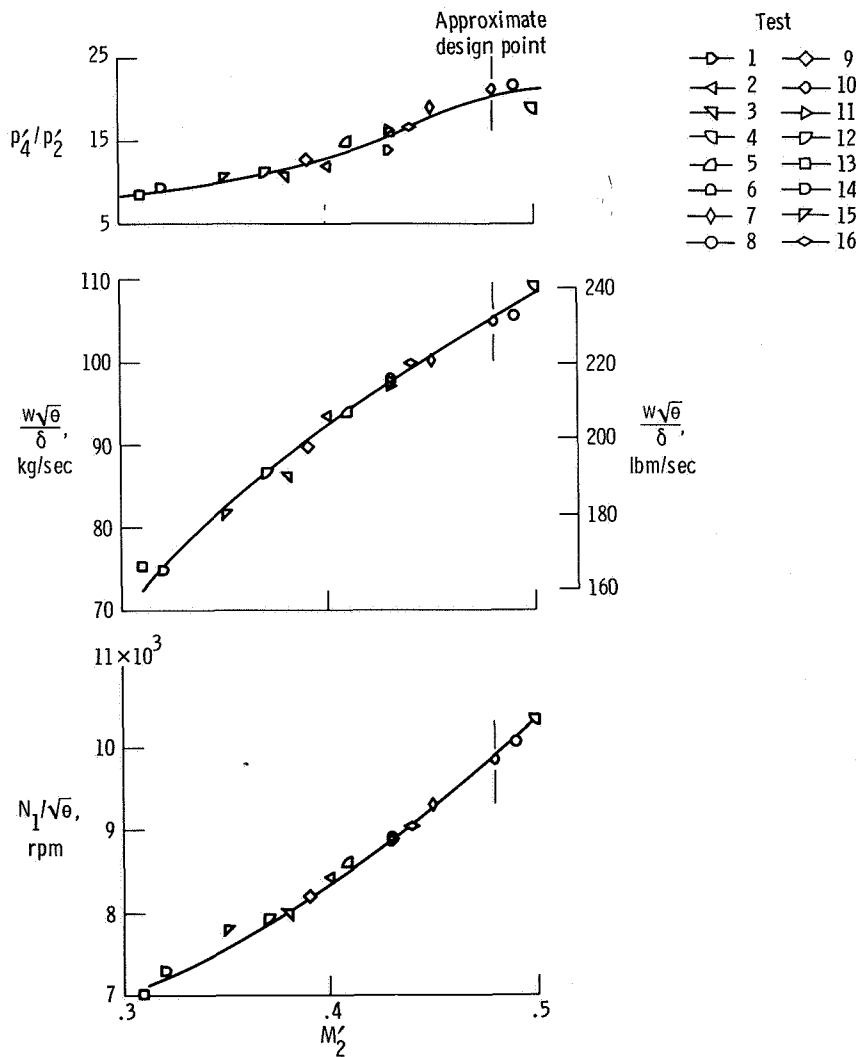 Approximate
design point
Test
1
2
3
4
5
6
7
8
9
10
11
12
13
14
15
16
25
15
5
p′4/p′2
110
100
90
80
70
w√θ
δ,
kg/sec
240
220
200
180
160
w√θ
δ,
lbm/sec
11×10³
10
9
8
7
N1/√θ,
rpm
.3
.4
.5
M′2